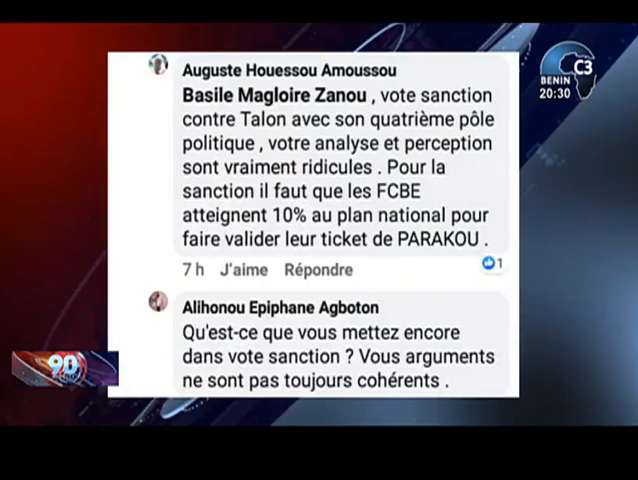 Auguste Houessou Amoussou
Basile Magloire Zanou , vote sanction
contre Talon avec son quatrième pôle
politique , votre analyse et perception
sont vraiment ridicules . Pour la
sanction il faut que les FCBE
atteignent 10% au plan national pour
faire valider leur ticket de PARAKOU .
7 h J'aime Répondre
1
Alihonou Epiphane Agboton
Qu'est-ce que vous mettez encore
dans vote sanction ? Vous arguments
ne sont pas toujours cohérents .
C3
BENIN
20:30
90